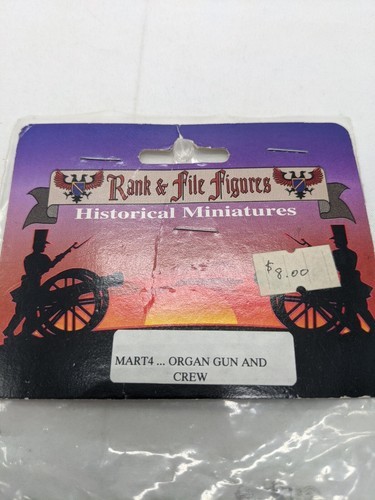 Rank & File Figures
Historical Miniatures
$8.00
MART4 ... ORGAN GUN AND
CREW